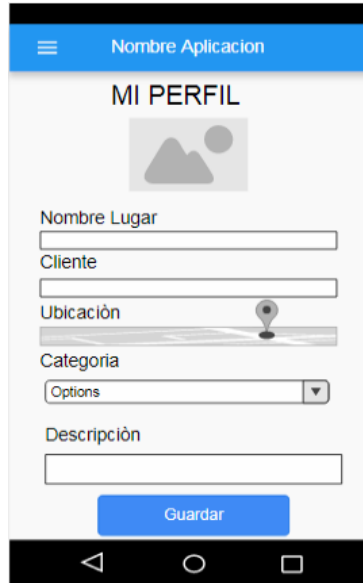 Nombre Aplicacion
MI PERFIL
Nombre Lugar
Cliente
Ubicaciòn
Categoria
Options
Descripciòn
Guardar